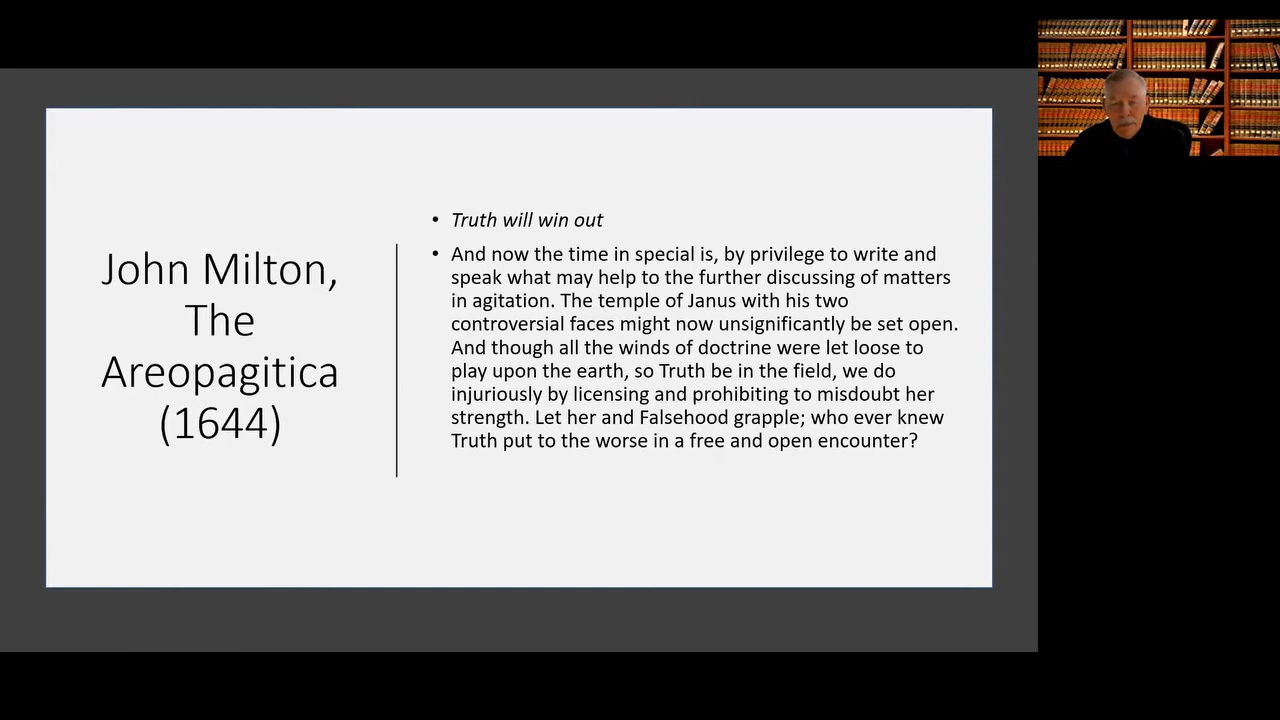 John Milton,
The
Areopagitica
(1644)
• Truth will win out
• And now the time in special is, by privilege to write and
speak what may help to the further discussing of matters
in agitation. The temple of Janus with his two
controversial faces might now unsignificantly be set open.
And though all the winds of doctrine were let loose to
play upon the earth, so Truth be in the field, we do
injuriously by licensing and prohibiting to misdoubt her
strength. Let her and Falsehood grapple; who ever knew
Truth put to the worse in a free and open encounter?